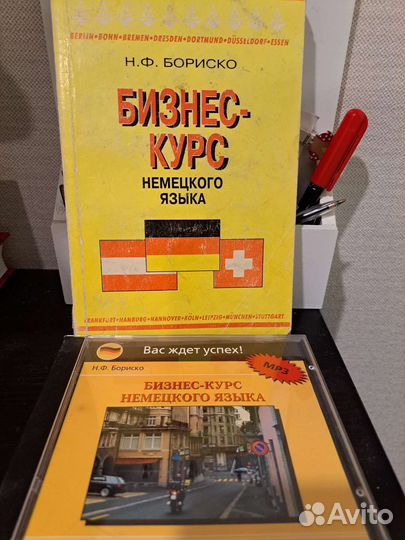 BERLIN•BONN•BREMEN•DRESDEN•DORTMUND•DÜSSELDORF•ESSEN
Н.Ф. БОРИСКО
БИЗНЕС-
КУРС
НЕМЕЦКОГО
ЯЗЫКА
FRANKFURT•HAMBURG•HANNOVER•KÖLN•LEIPZIG•MÜNCHEN•STUTTGART
Вас ждет успех!
Н.Ф. Бориско
MP3
БИЗНЕС-КУРС
НЕМЕЦКОГО ЯЗЫКА
Avito